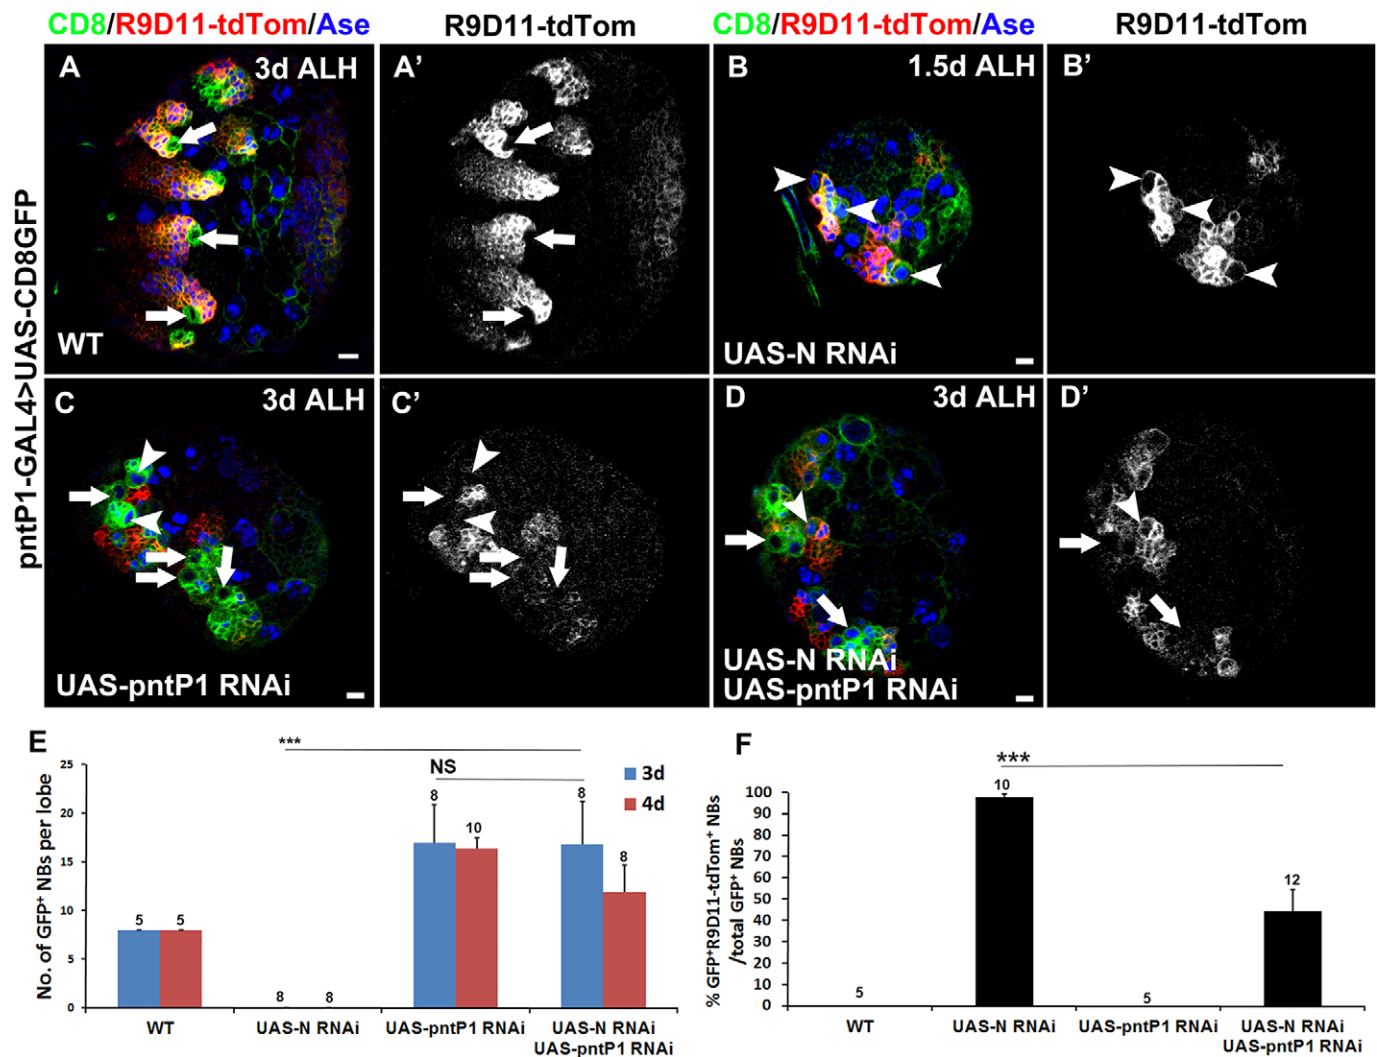 CD8/R9D11-tdTom/Ase
R9D11-tdTom
CD8/R9D11-tdTom/Ase
R9D11-tdTom
pntP1-GAL4>UAS-CD8GFP
A
3d ALH
WT
A'
B
1.5d ALH
UAS-N RNAi
B'
C
3d ALH
UAS-pntP1 RNAi
C'
D
3d ALH
UAS-N RNAi
UAS-pntP1 RNAi
D'
E
No. of GFP+ NBs per lobe
25
20
15
10
5
0
***
NS
3d
4d
5
5
8
8
8
10
8
8
WT
UAS-N RNAi
UAS-pntP1 RNAi
UAS-N RNAi
UAS-pntP1 RNAi
F
% GFP+R9D11-tdTom+ NBs
/total GFP+ NBs
100
90
80
70
60
50
40
30
20
10
0
***
5
10
5
12
WT
UAS-N RNAi
UAS-pntP1 RNAi
UAS-N RNAi
UAS-pntP1 RNAi